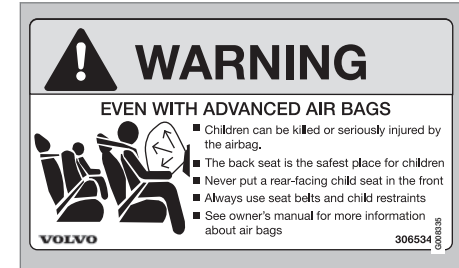 WARNING
EVEN WITH ADVANCED AIR BAGS
■ Children can be killed or seriously injured by
the airbag.
■ The back seat is the safest place for children
■ Never put a rear-facing child seat in the front
■ Always use seat belts and child restraints
■ See owner's manual for more information
about air bags
VOLVO
306534
G008335